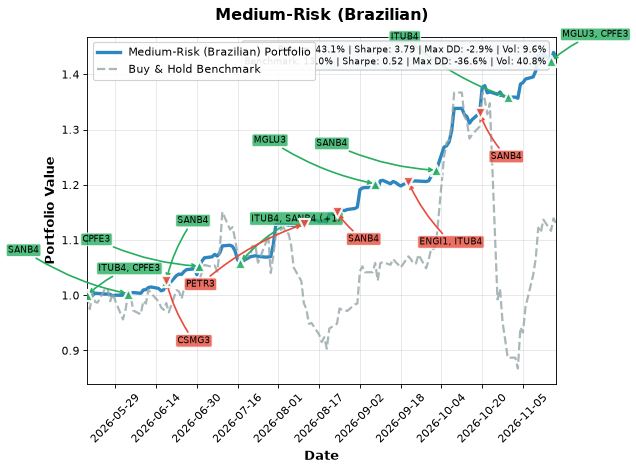 Medium-Risk (Brazilian)
ITUB4
MGLU3, CPFE3
Medium-Risk (Brazilian) Portfolio
Buy & Hold Benchmark
43.1% | Sharpe: 3.79 | Max DD: -2.9% | Vol: 9.6%
| Sharpe: 0.52 | Max DD: -36.6% | Vol: 40.8%
MGLU3
SANB4
SANB4
SANB4
ITUB4, SANB4 (+1)
SANB4
CPFE3
SANB4
ENGI1, ITUB4
ITUB4, CPFE3
PETR3
CSMG3
Portfolio Value
1.4
1.3
1.2
1.1
1.0
0.9
2026-05-29
2026-06-14
2026-06-30
2026-07-16
2026-08-01
2026-08-17
2026-09-02
2026-09-18
2026-10-04
2026-10-20
2026-11-05
Date